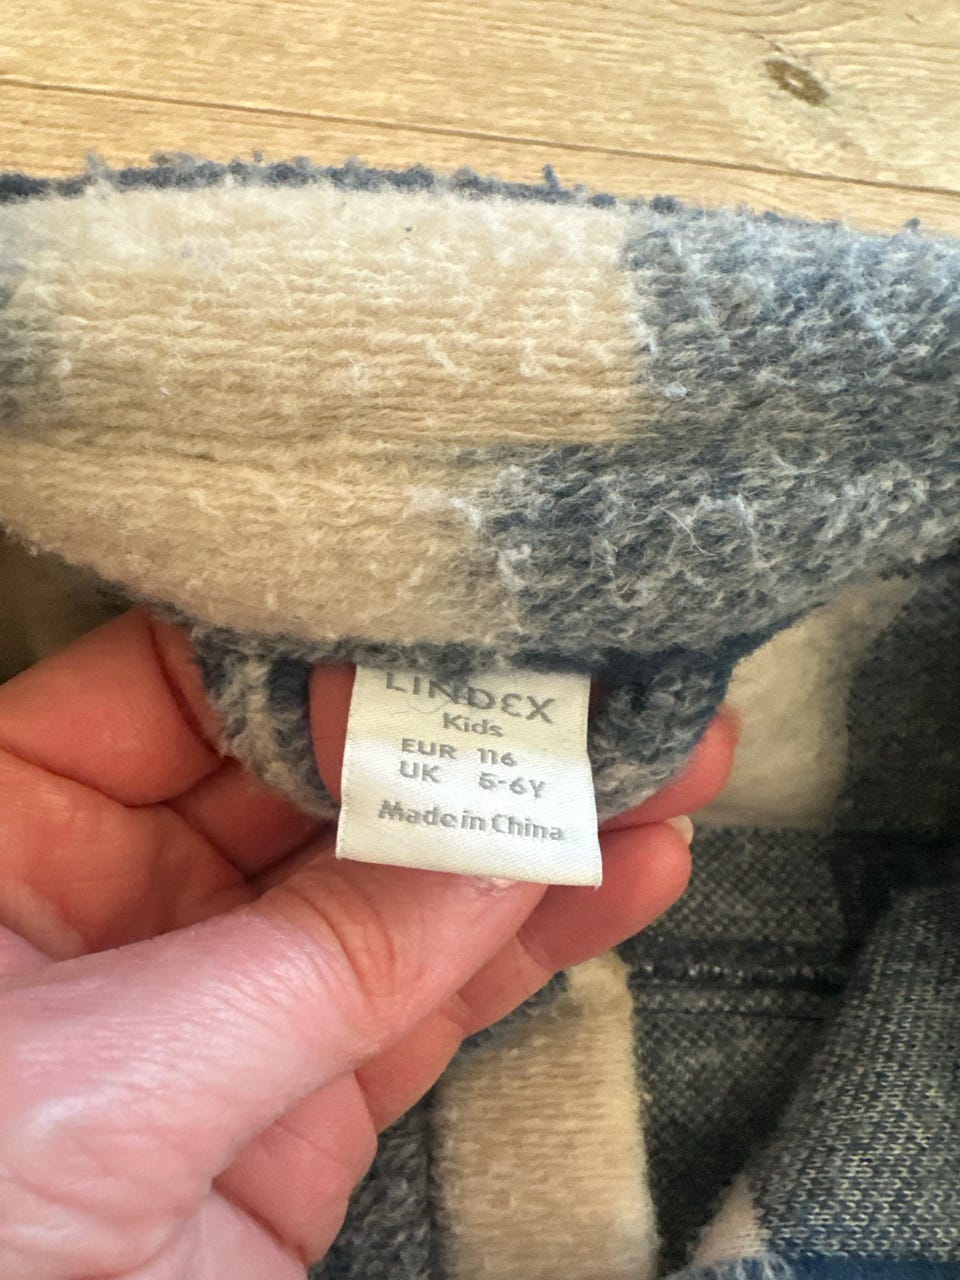 LINDEX
Kids
EUR 116
UK 5-6Y
Made in China